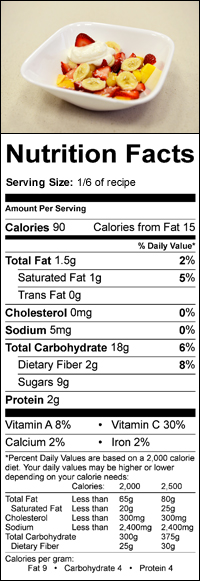 Nutrition Facts
Serving Size: 1/6 of recipe
Amount Per Serving
Calories 90 Calories from Fat 15
% Daily Value*
Total Fat 1.5g 2%
Saturated Fat 1g 5%
Trans Fat 0g
Cholesterol 0mg 0%
Sodium 5mg 0%
Total Carbohydrate 18g 6%
Dietary Fiber 2g 8%
Sugars 9g
Protein 2g
Vitamin A 8% • Vitamin C 30%
Calcium 2% • Iron 2%
*Percent Daily Values are based on a 2,000 calorie
diet. Your daily values may be higher or lower
depending on your calorie needs:
Calories: 2,000 2,500
Total Fat Less than 65g 80g
Saturated Fat Less than 20g 25g
Cholesterol Less than 300mg 300mg
Sodium Less than 2,400mg 2,400mg
Total Carbohydrate 300g 375g
Dietary Fiber 25g 30g
Calories per gram:
Fat 9 • Carbohydrate 4 • Protein 4